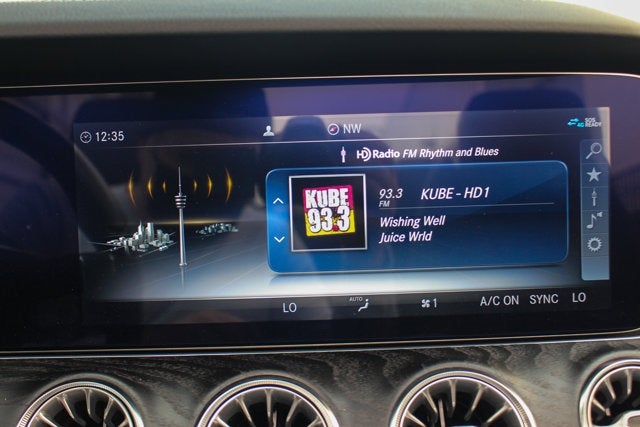 12:35
NW
4G SOS READY
HD Radio FM Rhythm and Blues
KUBE 93.3
93.3 FM KUBE - HD1
Wishing Well
Juice Wrld
LO AUTO 1 A/C ON SYNC LO